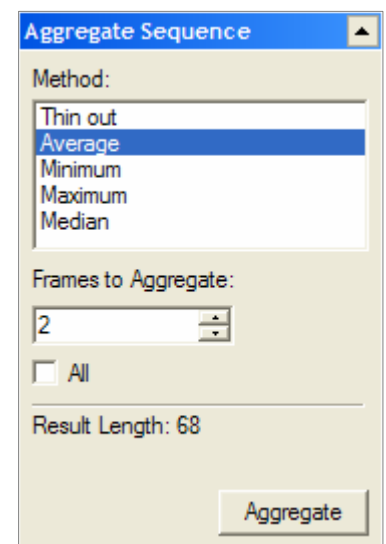 Aggregate Sequence
Method:
Thin out
Average
Minimum
Maximum
Median
Frames to Aggregate:
2
All
Result Length: 68
Aggregate